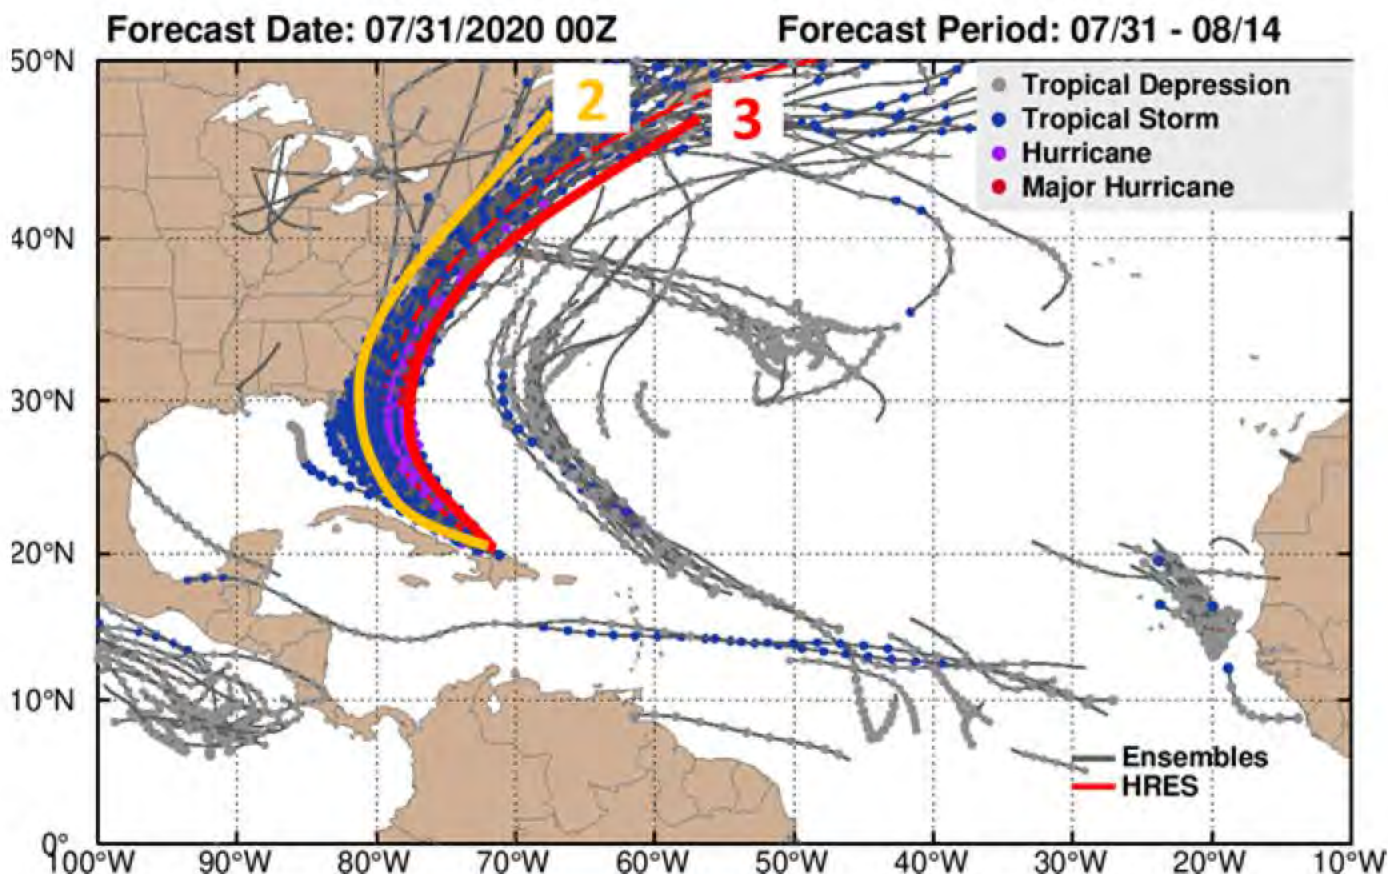 Forecast Date: 07/31/2020 00Z
Forecast Period: 07/31 - 08/14
50°N
2
3
Tropical Depression
Tropical Storm
Hurricane
Major Hurricane
40°N
30°N
20°N
10°N
Ensembles
HRES
0°
100°W
90°W
80°W
70°W
60°W
50°W
40°W
30°W
20°W
10°W